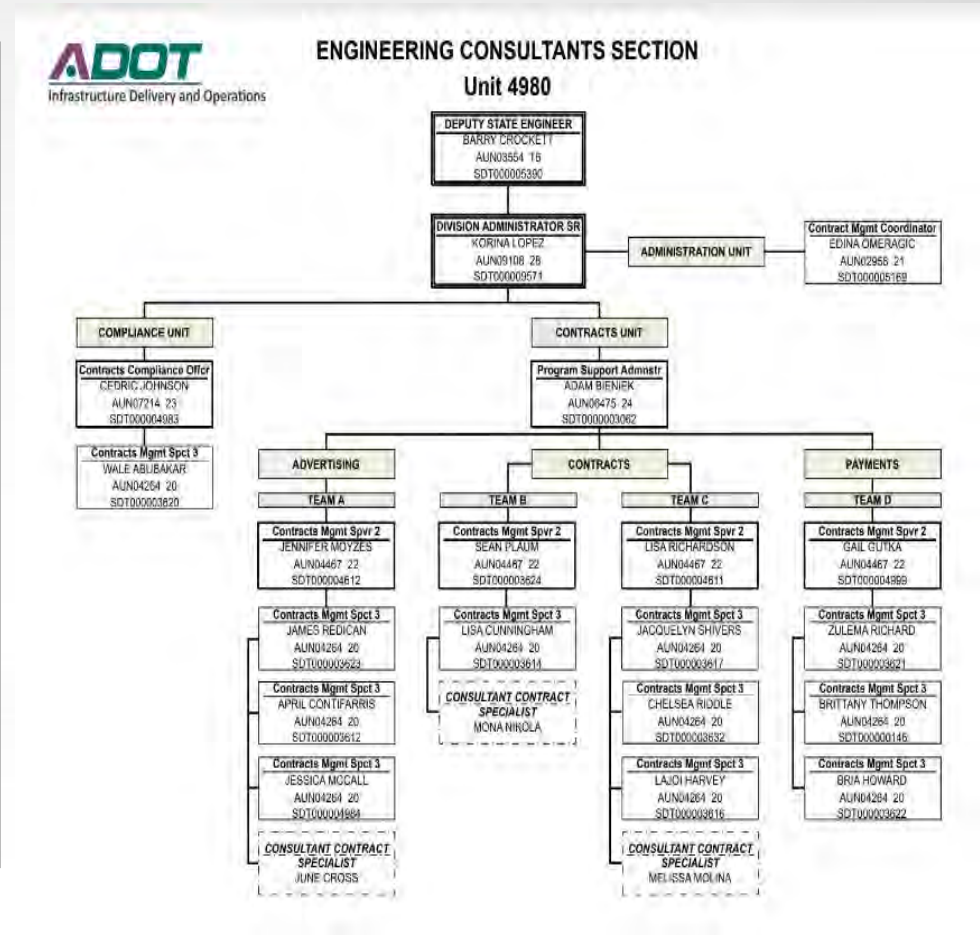 ADOT
Infrastructure Delivery and Operations
ENGINEERING CONSULTANTS SECTION
Unit 4980
DEPUTY STATE ENGINEER
BARRY CROCKETT
AUN03554 16
SDT000005390
DIVISION ADMINISTRATOR SR
KORINA LOPEZ
AUN09108 28
SDT000009571
ADMINISTRATION UNIT
Contract Mgmt Coordinator
EDINA OMERAGIC
AUN02958 21
SDT000005169
COMPLIANCE UNIT
Contracts Compliance Offcr
CEDRIC JOHNSON
AUN07214 23
SDT000004983
Contracts Mgmt Spct 3
WALE ABUBAKAR
AUN04264 20
SDT000003620
CONTRACTS UNIT
Program Support Admnstr
ADAM BIENIEK
AUN06475 24
SDT000003062
ADVERTISING
TEAM A
Contracts Mgmt Spvr 2
JENNIFER MOYZES
AUN04467 22
SDT000004612
Contracts Mgmt Spct 3
JAMES REDICAN
AUN04264 20
SDT000003623
Contracts Mgmt Spct 3
APRIL CONTIFARRIS
AUN04264 20
SDT000003612
Contracts Mgmt Spct 3
JESSICA MCCALL
AUN04264 20
SDT000004984
CONSULTANT CONTRACT
SPECIALIST
JUNE CROSS
CONTRACTS
TEAM B
Contracts Mgmt Spvr 2
SEAN PLAUM
AUN04467 22
SDT000003624
Contracts Mgmt Spct 3
LISA CUNNINGHAM
AUN04264 20
SDT000003614
CONSULTANT CONTRACT
SPECIALIST
MONA NIKOLA
TEAM C
Contracts Mgmt Spvr 2
LISA RICHARDSON
AUN04467 22
SDT000004611
Contracts Mgmt Spct 3
JACQUELYN SHIVERS
AUN04264 20
SDT000003617
Contracts Mgmt Spct 3
CHELSEA RIDDLE
AUN04264 20
SDT000003632
Contracts Mgmt Spct 3
LAJOI HARVEY
AUN04264 20
SDT000003616
CONSULTANT CONTRACT
SPECIALIST
MELISSA MOLINA
PAYMENTS
TEAM D
Contracts Mgmt Spvr 2
GAIL GUTKA
AUN04467 22
SDT000004999
Contracts Mgmt Spct 3
ZULEMA RICHARD
AUN04264 20
SDT000003621
Contracts Mgmt Spct 3
BRITTANY THOMPSON
AUN04264 20
SDT000000146
Contracts Mgmt Spct 3
BRIA HOWARD
AUN04264 20
SDT000003622